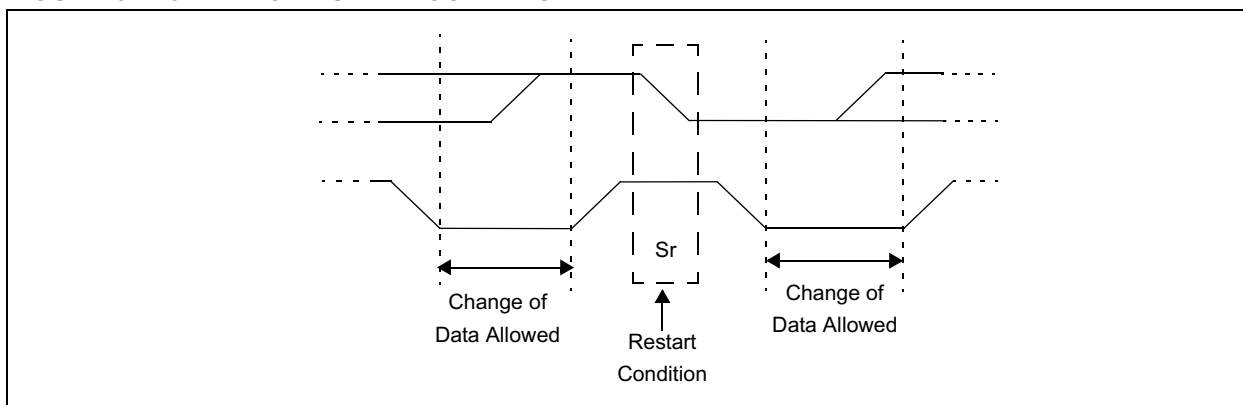 Sr
Change of
Data Allowed
Restart
Condition
Change of
Data Allowed